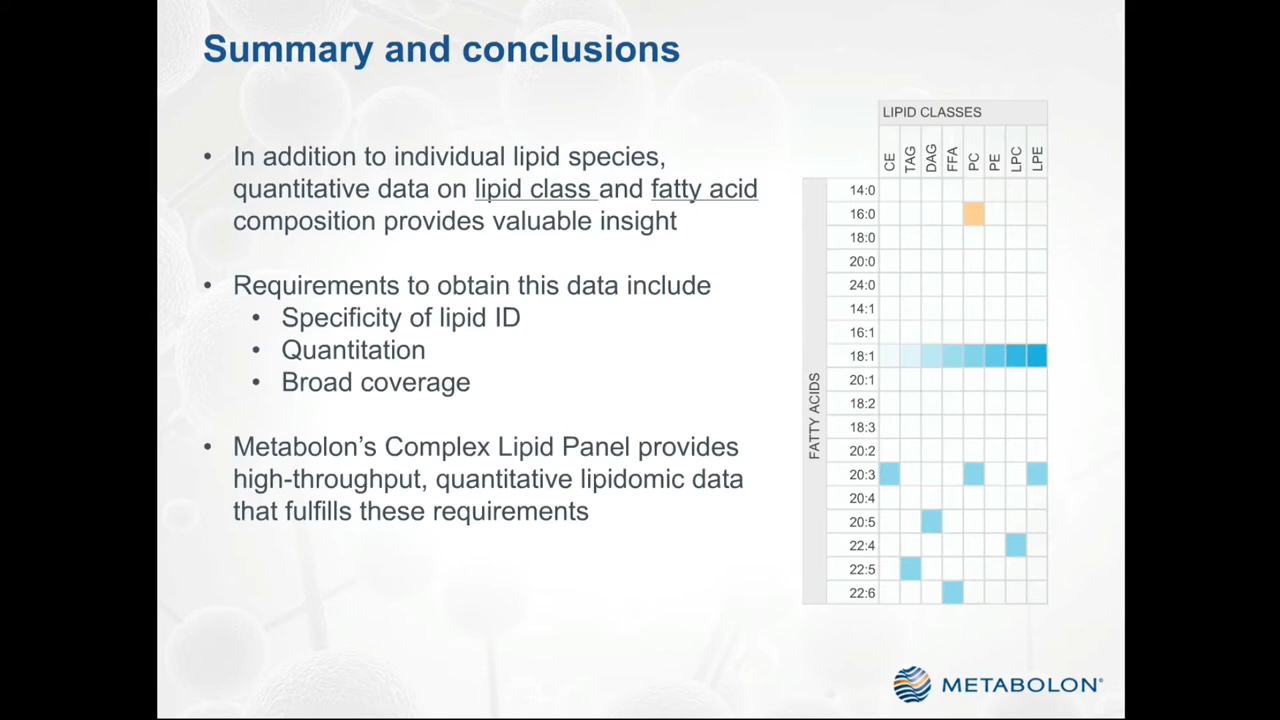 Summary and conclusions
• In addition to individual lipid species,
quantitative data on lipid class and fatty acid
composition provides valuable insight
• Requirements to obtain this data include
• Specificity of lipid ID
• Quantitation
• Broad coverage
• Metabolon’s Complex Lipid Panel provides
high-throughput, quantitative lipidomic data
that fulfills these requirements
LIPID CLASSES
CE TAG DAG FFA PC PE LPC LPE
FATTY ACIDS
14:0
16:0
18:0
20:0
24:0
14:1
16:1
18:1
20:1
18:2
18:3
20:2
20:3
20:4
20:5
22:4
22:5
22:6
METABOLON®